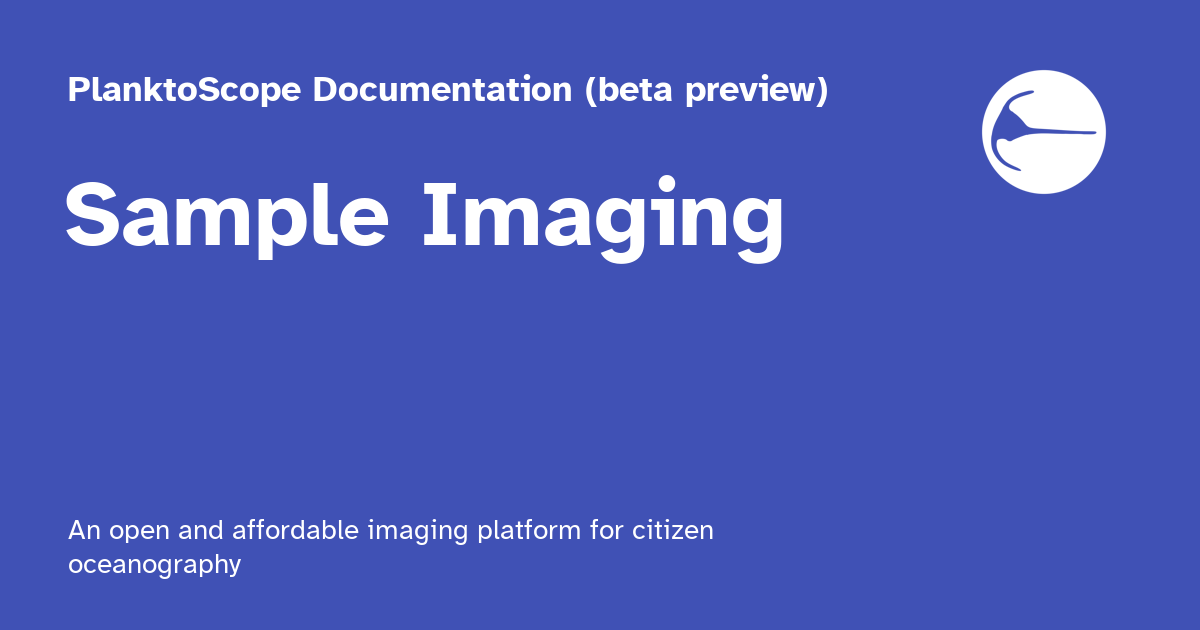 PlanktoScope Documentation (beta preview)
Sample Imaging
An open and affordable imaging platform for citizen
oceanography